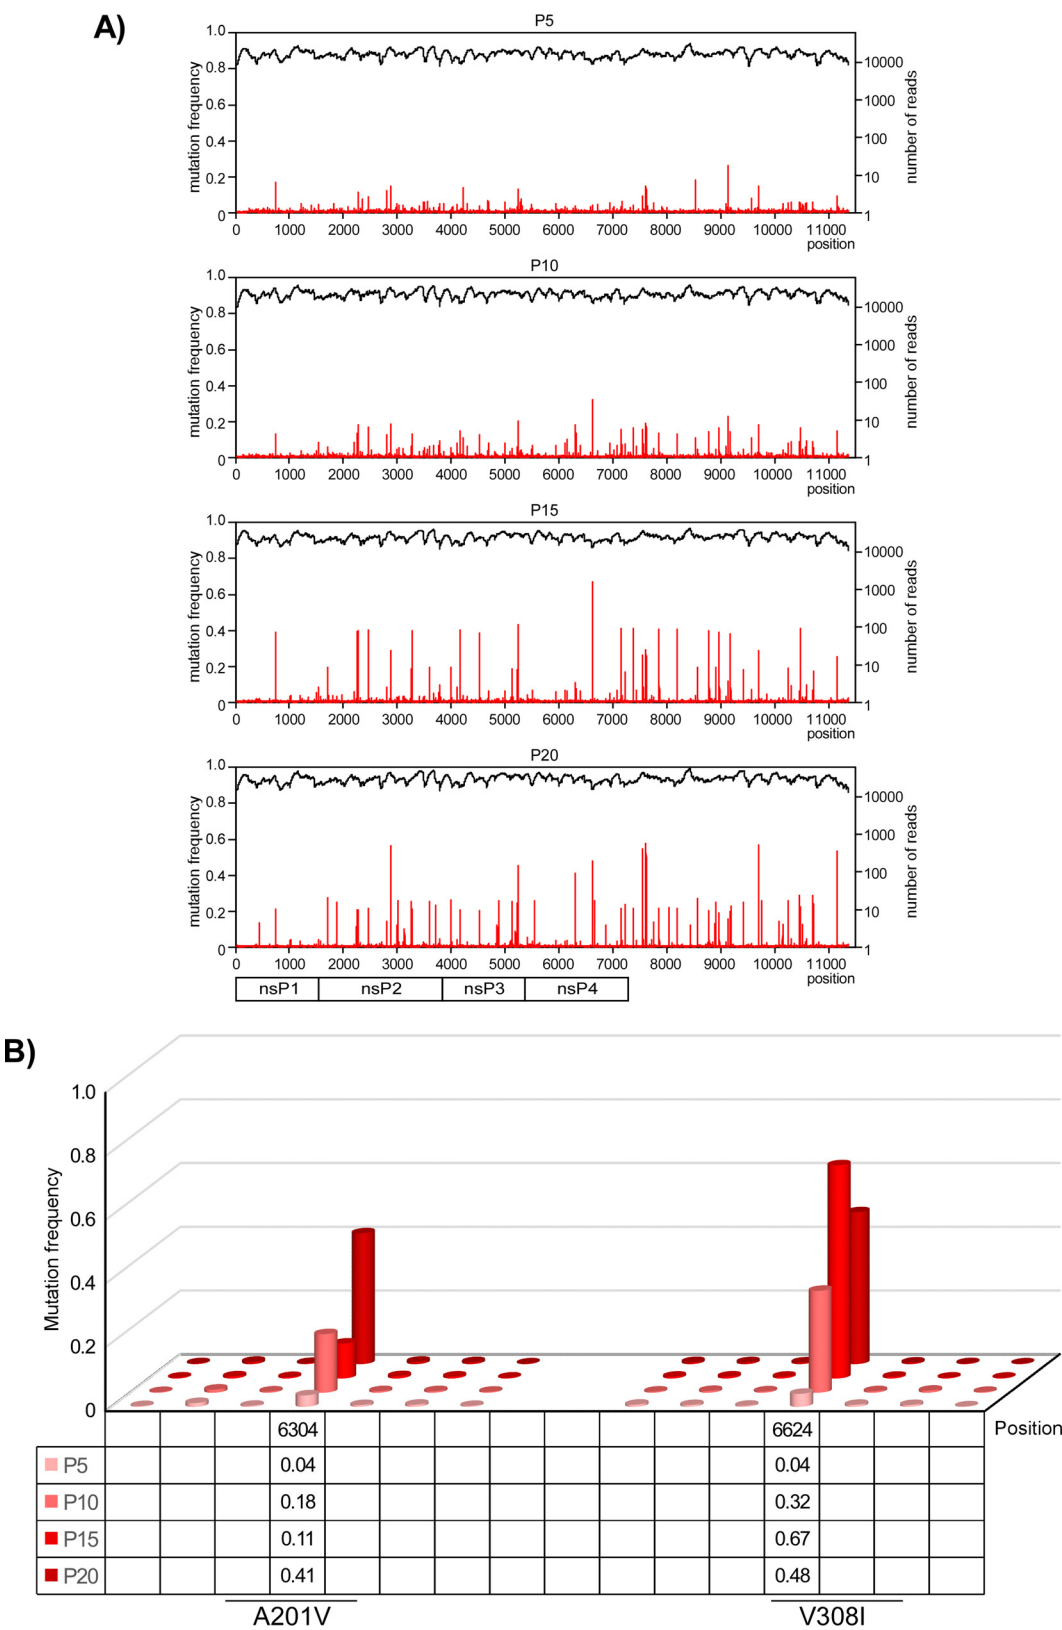 A)
P5
1.0
0.8
0.6
0.4
0.2
0
mutation frequency
10000
1000
100
10
1
number of reads
0 1000 2000 3000 4000 5000 6000 7000 8000 9000 10000 11000
position
P10
1.0
0.8
0.6
0.4
0.2
0
mutation frequency
10000
1000
100
10
1
number of reads
0 1000 2000 3000 4000 5000 6000 7000 8000 9000 10000 11000
position
P15
1.0
0.8
0.6
0.4
0.2
0
mutation frequency
10000
1000
100
10
1
number of reads
0 1000 2000 3000 4000 5000 6000 7000 8000 9000 10000 11000
position
P20
1.0
0.8
0.6
0.4
0.2
0
mutation frequency
10000
1000
100
10
1
number of reads
0 1000 2000 3000 4000 5000 6000 7000 8000 9000 10000 11000
position
nsP1 nsP2 nsP3 nsP4
B)
1.0
0.8
0.6
0.4
0.2
0
Mutation frequency
6304 6624 Position
P5 0.04 0.04
P10 0.18 0.32
P15 0.11 0.67
P20 0.41 0.48
A201V V308I